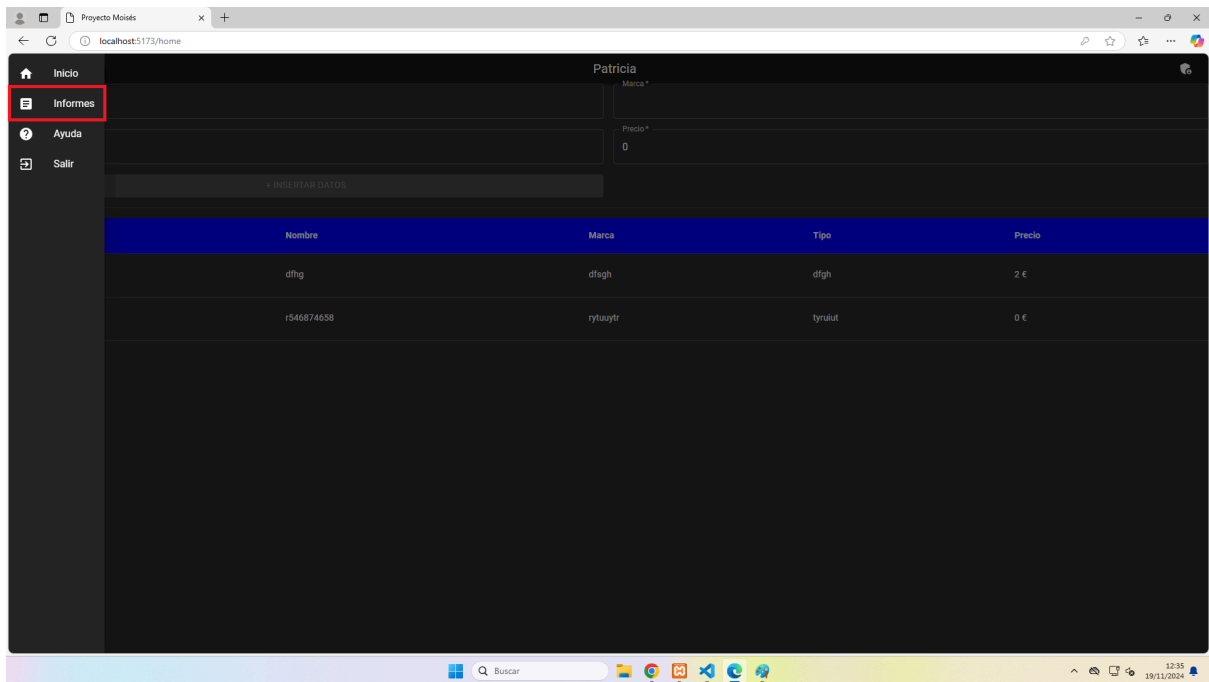 Proyecto Moisés
localhost:5173/home
Inicio
Patricia
Informes
Marca *
Ayuda
Precio *
0
Salir
+ INSERTAR DATOS
Nombre Marca Tipo Precio
dfhg dfsgh dfgh 2 €
r546874658 rytuuytr tyruiut 0 €
Buscar
12:35
19/11/2024